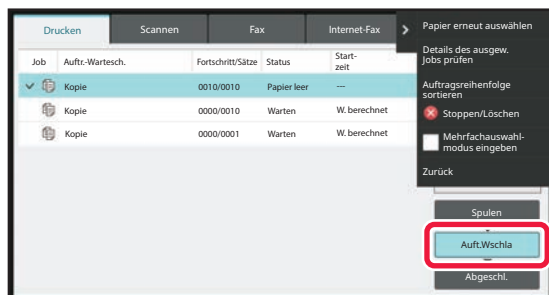 Drucken Scannen Fax Internet-Fax
Job Auftr.-Wartesch. Fortschritt/Sätze Status Start-
zeit
Kopie 0010/0010 Papier leer ---
Kopie 0000/0010 Warten W. berechnet
Kopie 0000/0001 Warten W. berechnet
Papier erneut auswählen
Details des ausgew.
Jobs prüfen
Auftragsreihenfolge
sortieren
Stoppen/Löschen
Mehrfachauswahl-
modus eingeben
Zurück
Spulen
Auft.Wschla
Abgeschl.